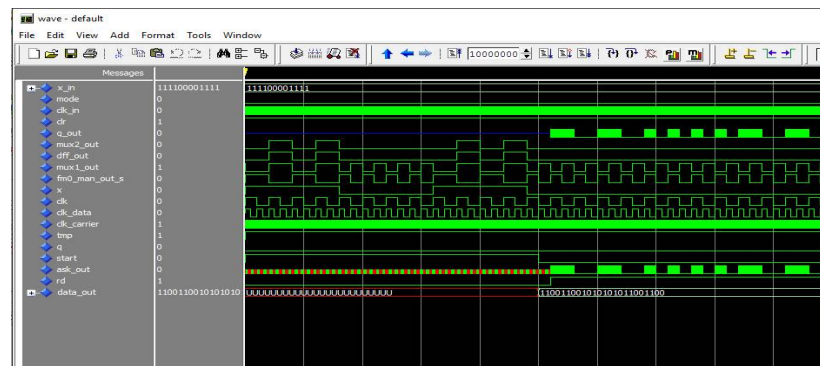 wave - default
File Edit View Add Format Tools Window
10000000
Messages
x_in 111100001111 111100001111
mode 0
clk_in 0
clr 1
q_out 0
mux2_out 0
dff_out 0
mux1_out 1
fm0_man_out_s 0
x 0
clk 0
clk_data 0
clk_carrier 1
tmp 1
q 0
start 0
ask_out 0
rd 1
data_out 1100110010101010 UUUUUUUUUUUUUUUUUUUUUUUU 110011001010101011001100